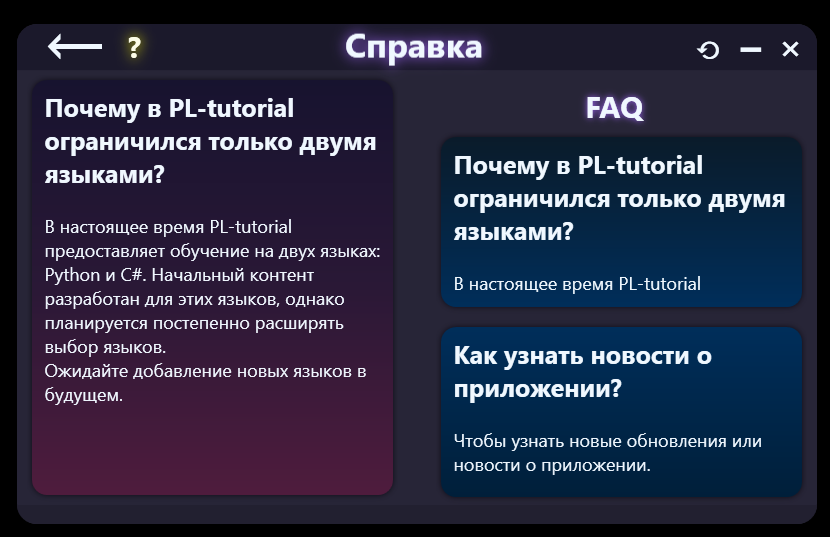 ?
Справка
Почему в PL-tutorial
ограничился только двумя
языками?
В настоящее время PL-tutorial
предоставляет обучение на двух языках:
Python и C#. Начальный контент
разработан для этих языков, однако
планируется постепенно расширять
выбор языков.
Ожидайте добавление новых языков в
будущем.
FAQ
Почему в PL-tutorial
ограничился только двумя
языками?
В настоящее время PL-tutorial
Как узнать новости о
приложении?
Чтобы узнать новые обновления или
новости о приложении.